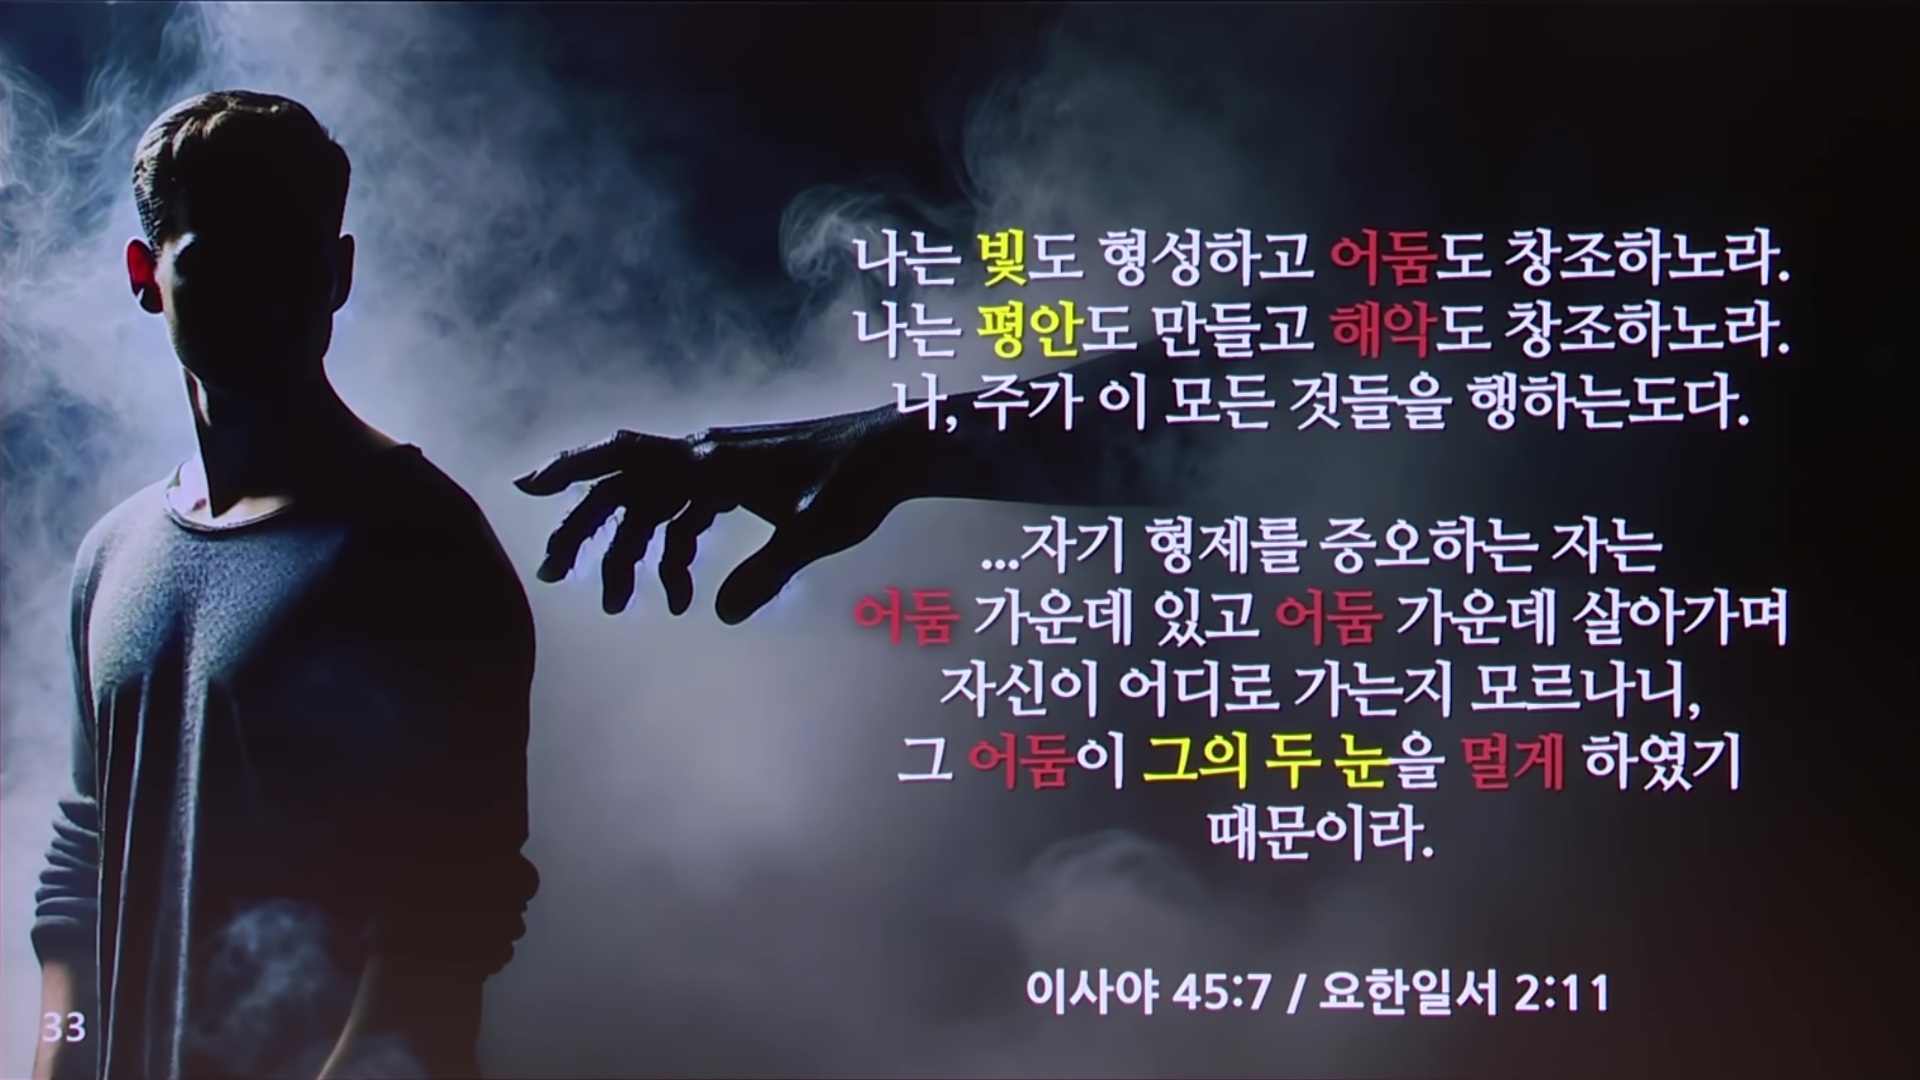 나는 빛도 형성하고 어둠도 창조하노라.
나는 평안도 만들고 해악도 창조하노라.
나, 주가 이 모든 것들을 행하는도다.
...자기 형제를 증오하는 자는
어둠 가운데 있고 어둠 가운데 살아가며
자신이 어디로 가는지 모르나니,
그 어둠이 그의 두 눈을 멀게 하였기
때문이라.
이사야 45:7 / 요한일서 2:11
33